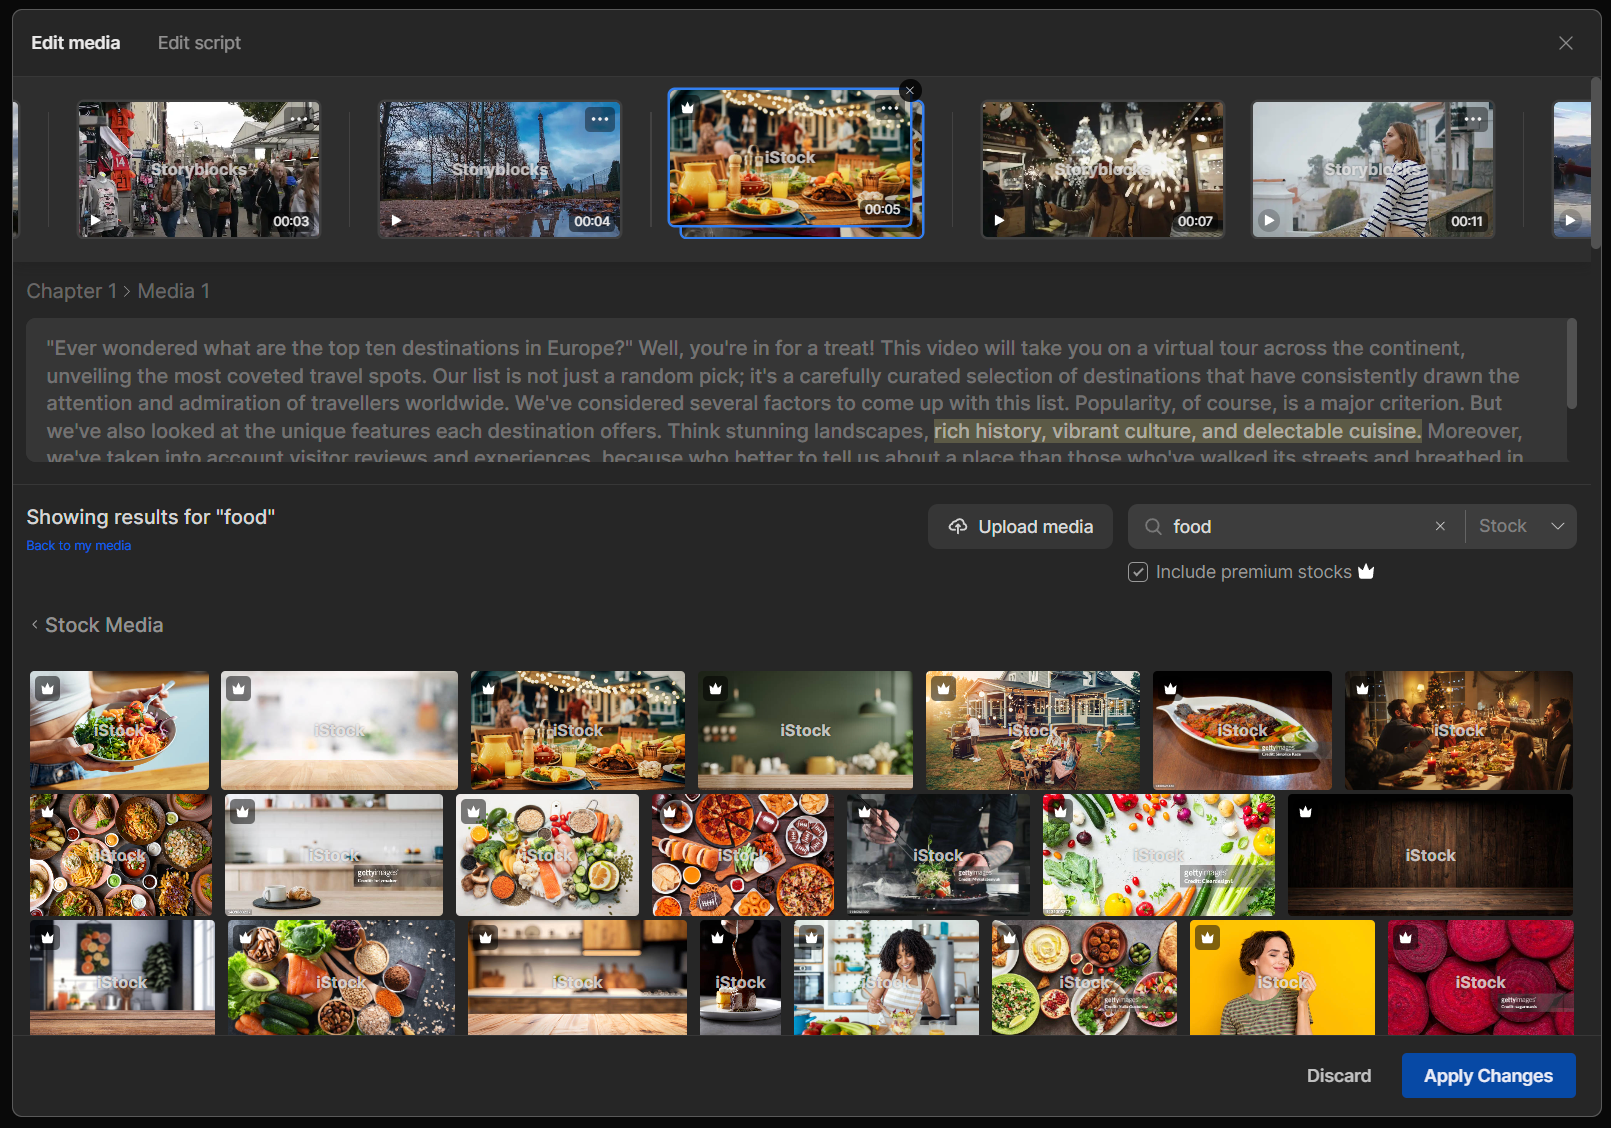 Edit media
Edit script
14
Storyblocks
00:03
Storyblocks
00:04
iStock
00:05
Storyblocks
00:07
Storyblocks
00:11
Chapter 1 > Media 1
"Ever wondered what are the top ten destinations in Europe?" Well, you're in for a treat! This video will take you on a virtual tour across the continent,
unveiling the most coveted travel spots. Our list is not just a random pick; it's a carefully curated selection of destinations that have consistently drawn the
attention and admiration of travellers worldwide. We've considered several factors to come up with this list. Popularity, of course, is a major criterion. But
we've also looked at the unique features each destination offers. Think stunning landscapes, rich history, vibrant culture, and delectable cuisine. Moreover,
we've taken into account visitor reviews and experiences, because who better to tell us about a place than those who've walked its streets and breathed in
Showing results for "food"
Back to my media
Upload media
food
Stock
Include premium stocks
Stock Media
iStock
iStock
iStock
iStock
iStock
iStock
gettyimages
iStock
iStock
iStock
gettyimages
iStock
iStock
iStock
gettyimages
iStock
gettyimages
iStock
iStock
iStock
iStock
iStock
iStock
iStock
gettyimages
iStock
iStock
gettyimages
Discard
Apply Changes